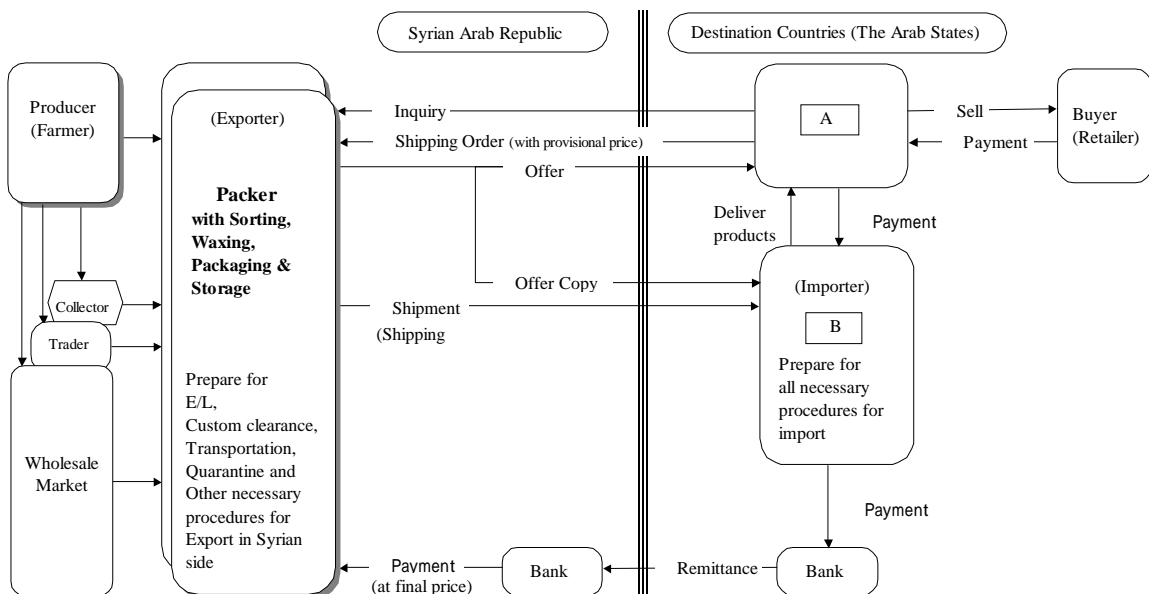 Syrian Arab Republic
Destination Countries (The Arab States)
Producer
(Farmer)
Collector
Trader
Wholesale
Market
(Exporter)
Packer
with Sorting,
Waxing,
Packaging &
Storage
Prepare for
E/L,
Custom clearance,
Transportation,
Quarantine and
Other necessary
procedures for
Export in Syrian
side
Inquiry
Shipping Order (with provisional price)
Offer
Offer Copy
Shipment
(Shipping
Payment
(at final price)
Bank
Remittance
Bank
A
Sell
Payment
Buyer
(Retailer)
Deliver
products
Payment
(Importer)
B
Prepare for
all necessary
procedures for
import
Payment